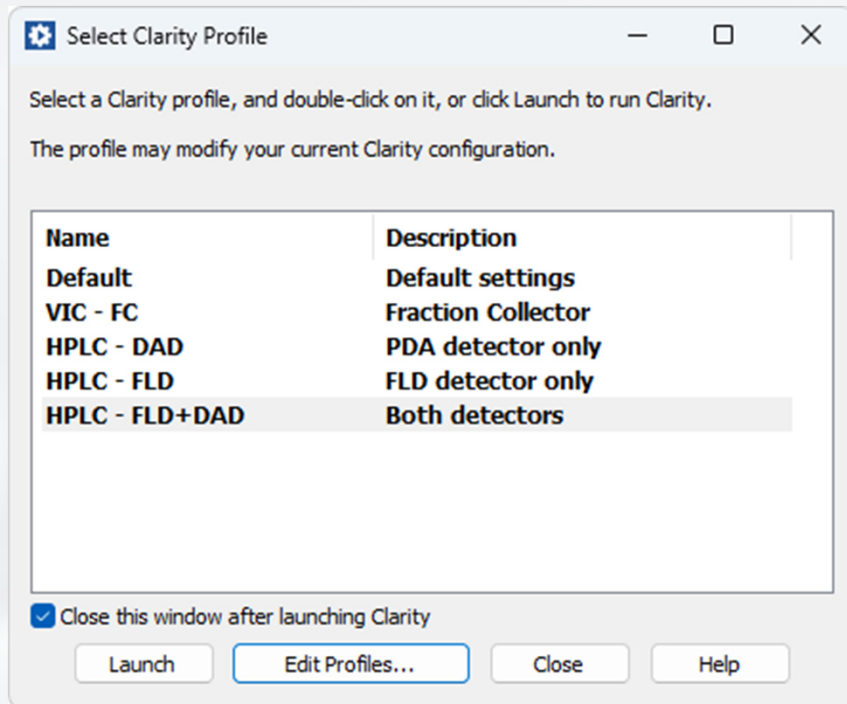 Select Clarity Profile
Select a Clarity profile, and double-click on it, or click Launch to run Clarity.
The profile may modify your current Clarity configuration.
Name Description
Default Default settings
VIC - FC Fraction Collector
HPLC - DAD PDA detector only
HPLC - FLD FLD detector only
HPLC - FLD+DAD Both detectors
Close this window after launching Clarity
Launch Edit Profiles... Close Help